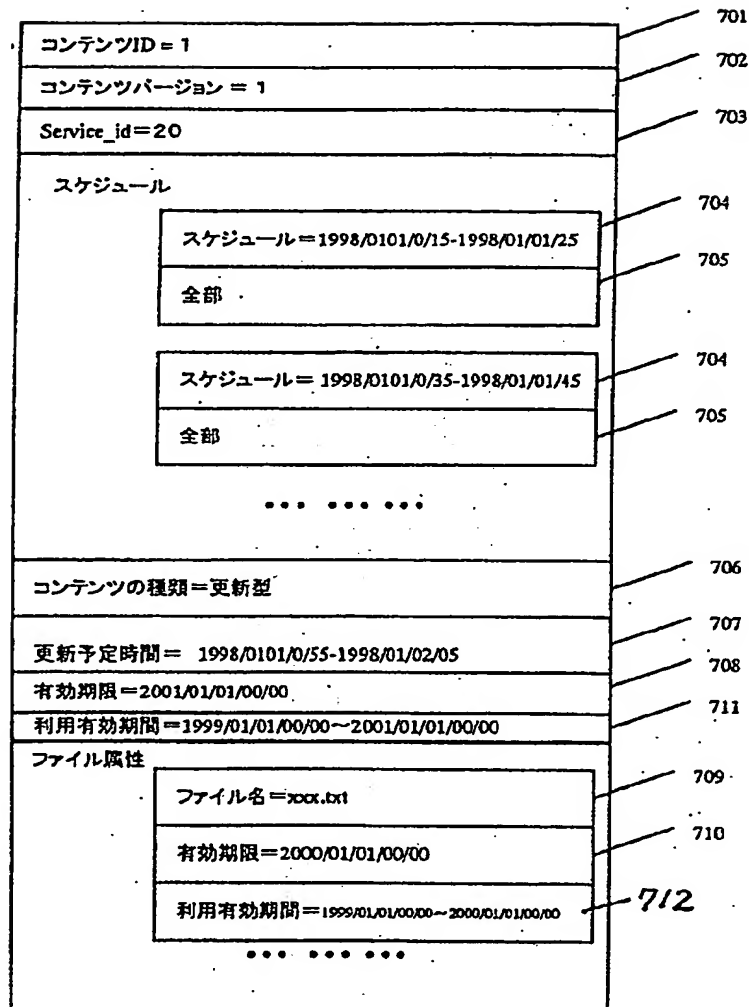 701
コンテンツID = 1
702
コンテンツバージョン = 1
703
Service_id=20
スケジュール
704
スケジュール=1998/0101/0/15-1998/01/01/25
705
全部
704
スケジュール= 1998/0101/0/35-1998/01/01/45
705
全部
••• ••• •••
706
コンテンツの種類=更新型
707
更新予定時間= 1998/0101/0/55-1998/01/02/05
708
有効期限=2001/01/01/00/00
711
利用有効期間=1999/01/01/00/00~2001/01/01/00/00
ファイル属性
709
ファイル名=xxx.txt
710
有効期限=2000/01/01/00/00
利用有効期間=1999/01/01/00/00~2000/01/01/00/00
712
••• ••• •••